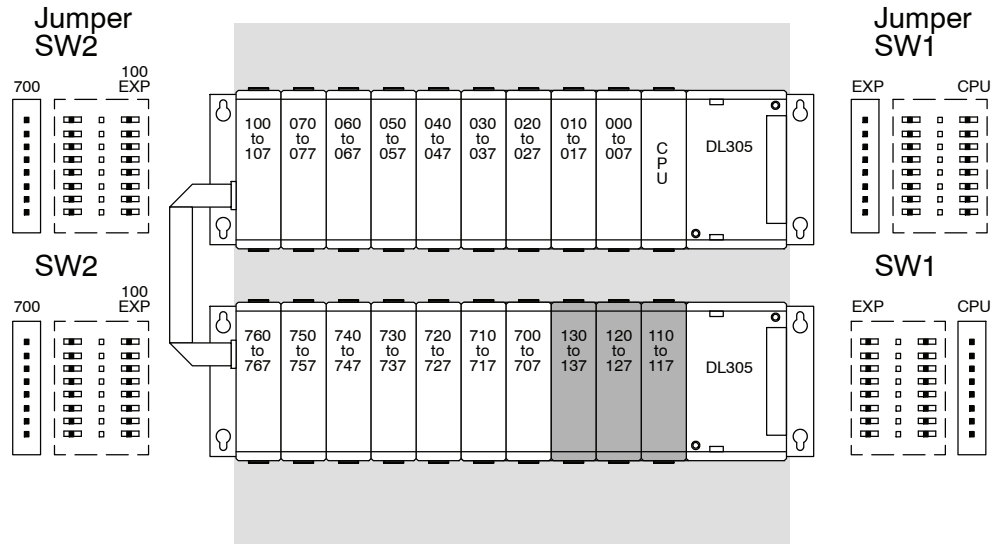 Jumper
SW2
700
100
EXP
Jumper
SW1
EXP
CPU
100
to
107
070
to
077
060
to
067
050
to
057
040
to
047
030
to
037
020
to
027
010
to
017
000
to
007
C
P
U
DL305
SW2
700
100
EXP
SW1
EXP
CPU
760
to
767
750
to
757
740
to
747
730
to
737
720
to
727
710
to
717
700
to
707
130
to
137
120
to
127
110
to
117
DL305